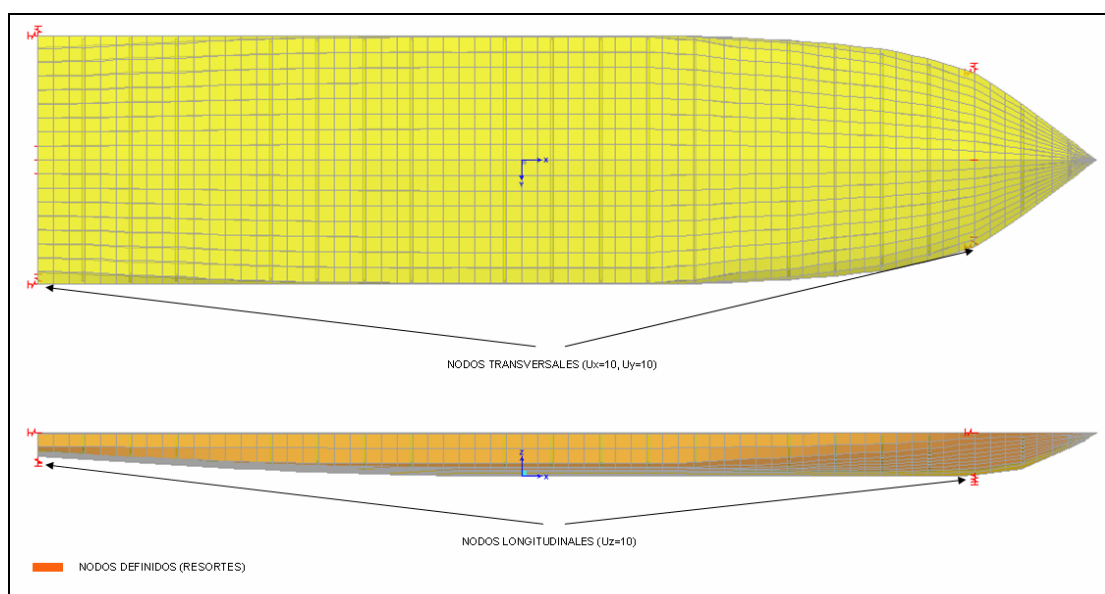 X
Y
NODOS TRANSVERSALES (Ux=10, Uy=10)
Z
X
NODOS LONGITUDINALES (Uz=10)
NODOS DEFINIDOS (RESORTES)